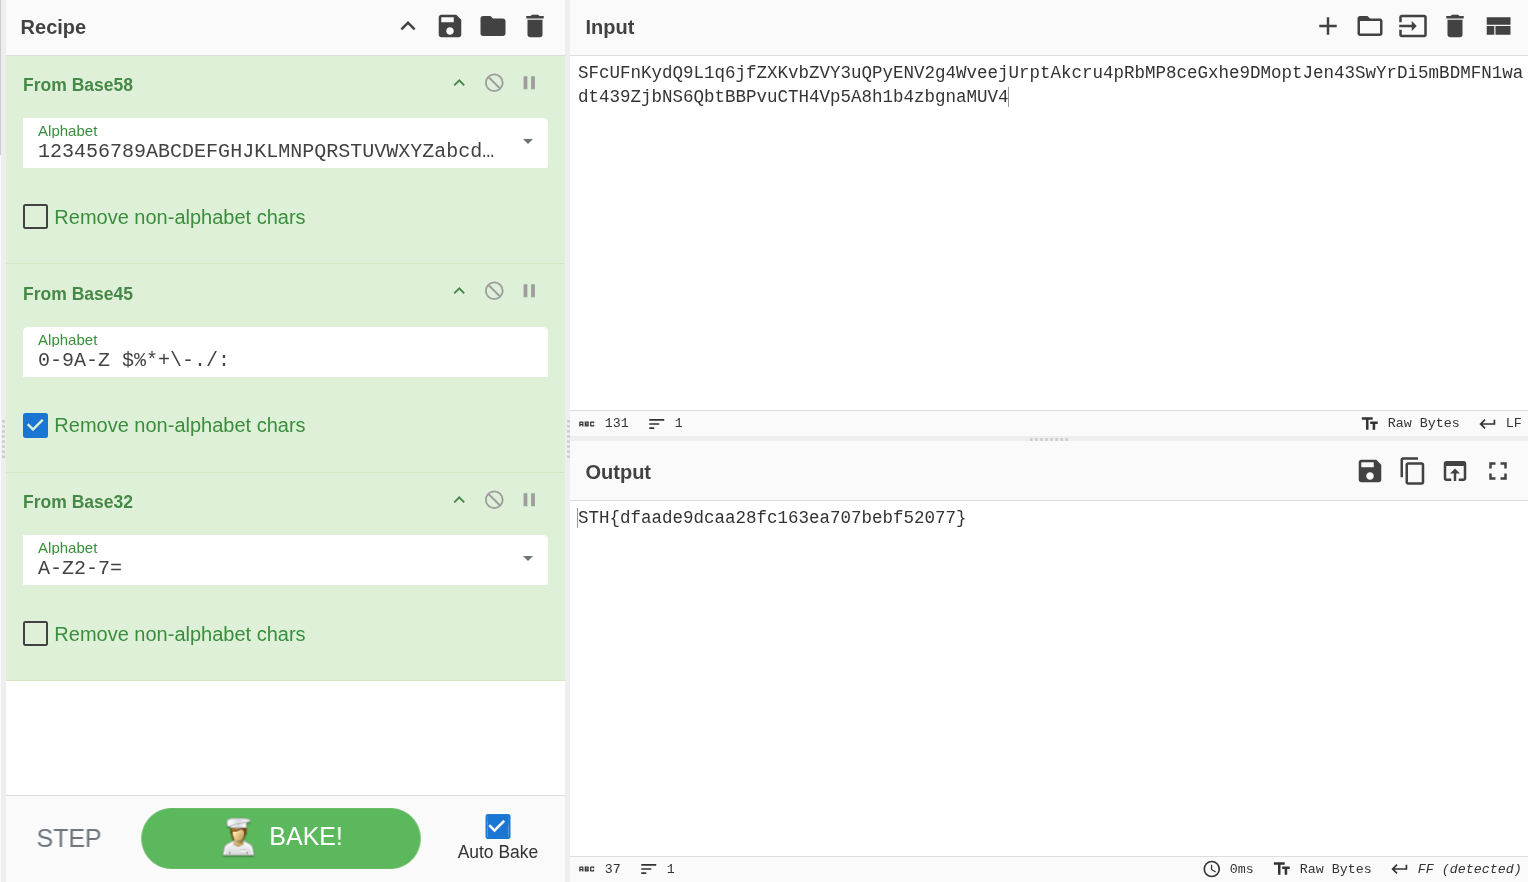 Recipe
From Base58
Alphabet
123456789ABCDEFGHJKLMNPQRSTUVWXYZabcd…
Remove non-alphabet chars
From Base45
Alphabet
0-9A-Z $%*+\-./:
Remove non-alphabet chars
From Base32
Alphabet
A-Z2-7=
Remove non-alphabet chars
STEP
BAKE!
Auto Bake
Input
SFcUFnKydQ9L1q6jfZXKvbZVY3uQPyENV2g4WveejUrptAkcru4pRbMP8ceGxhe9DMoptJen43SwYrDi5mBDMFN1wa
dt439ZjbNS6QbtBBPvuCTH4Vp5A8h1b4zbgnaMUV4
ABC 131 1 Raw Bytes LF
Output
STH{dfaade9dcaa28fc163ea707bebf52077}
ABC 37 1 0ms Raw Bytes FF (detected)